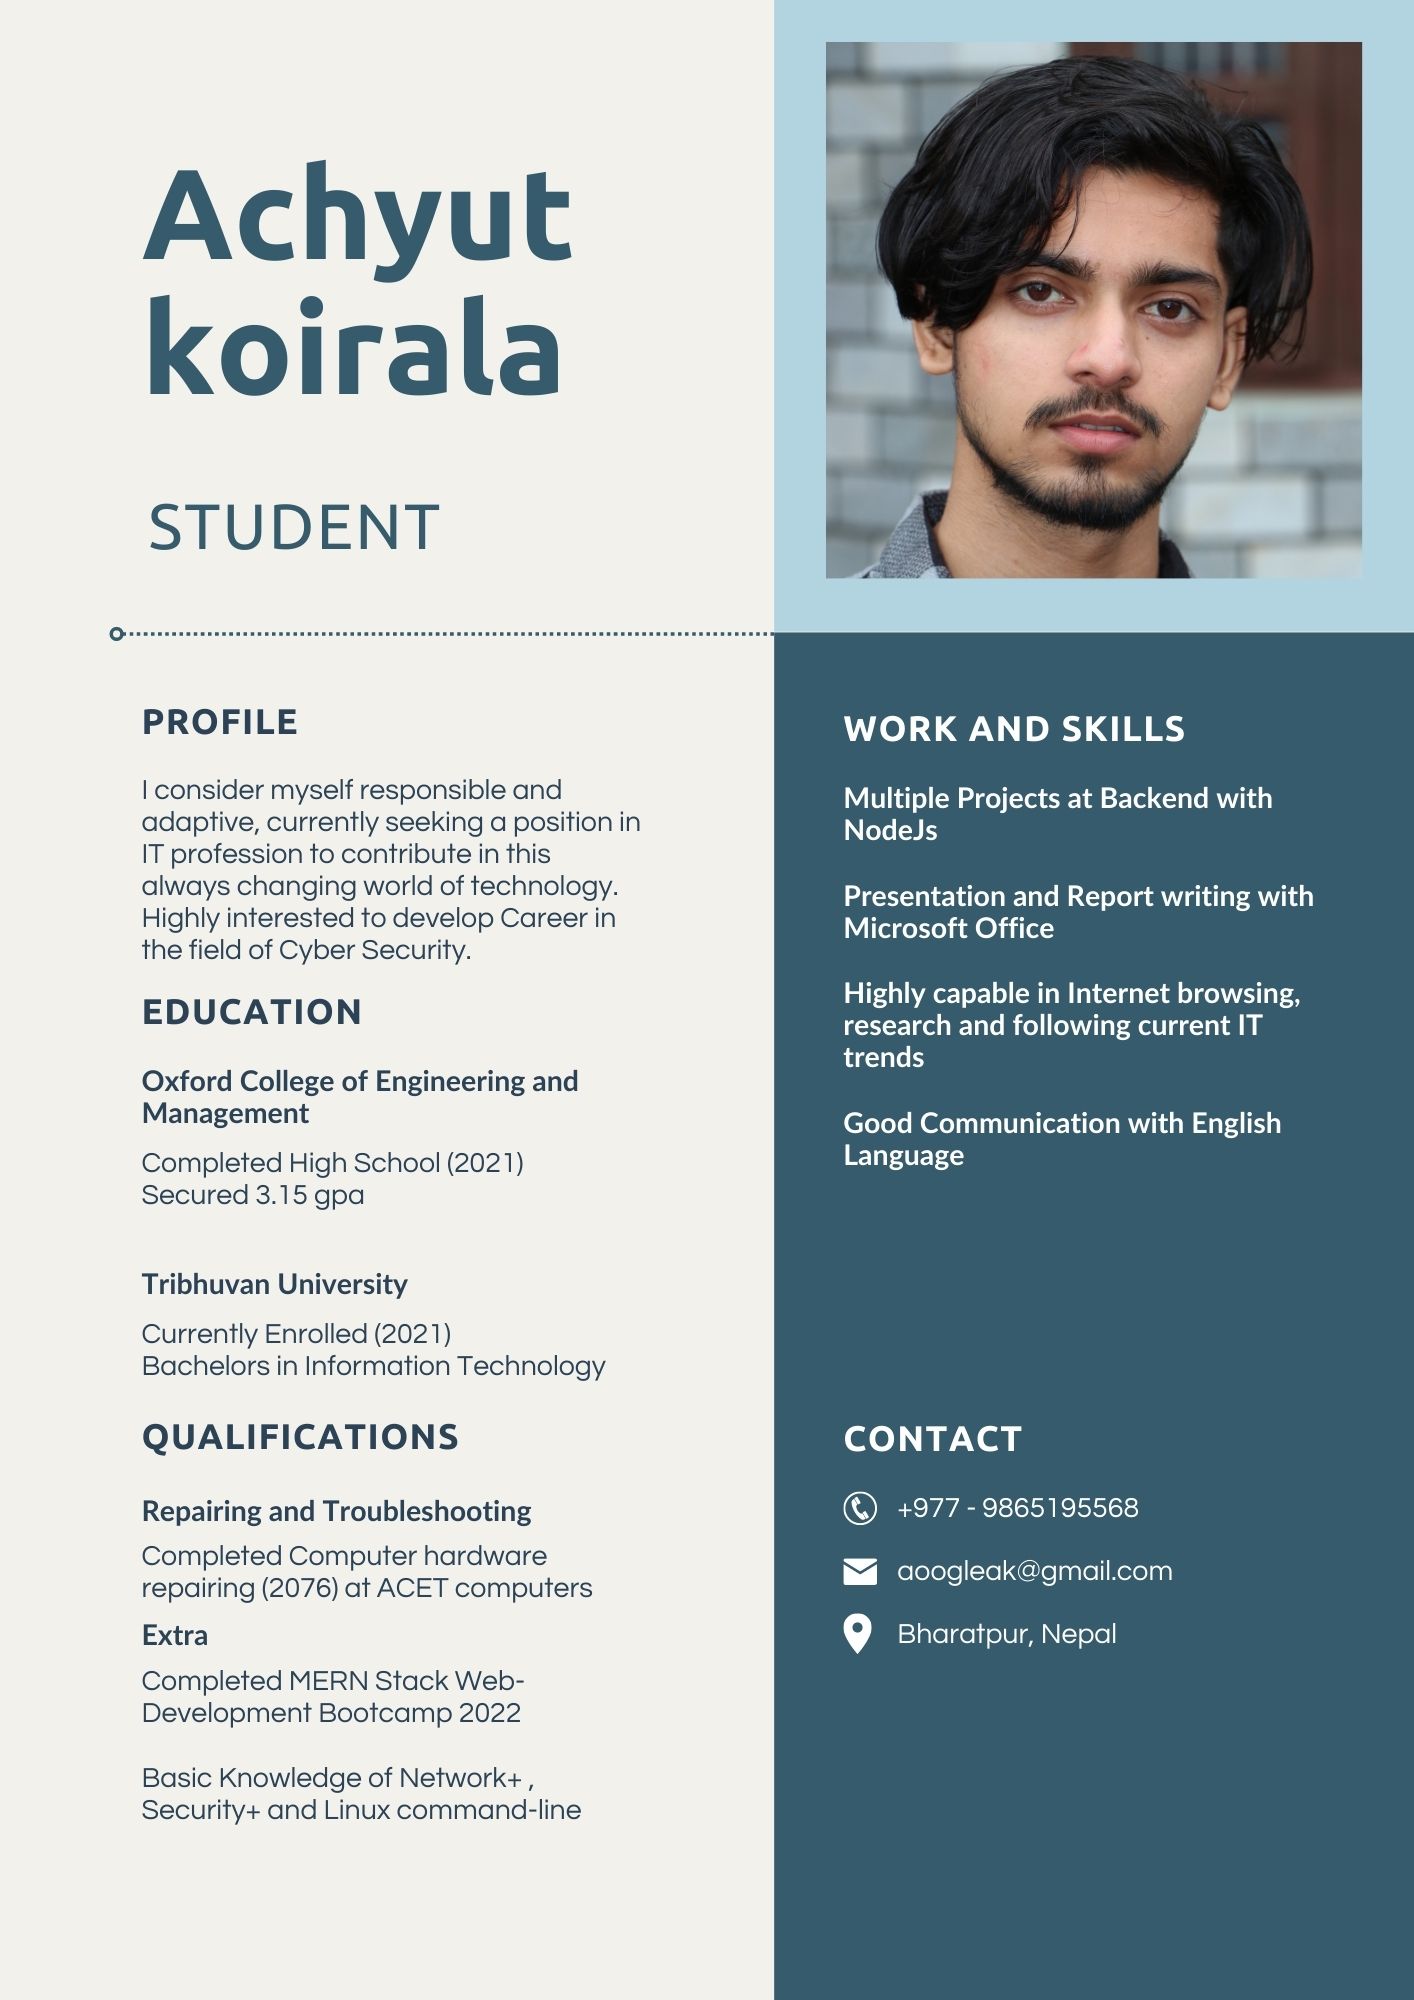 Achyut
koirala
STUDENT
PROFILE
I consider myself responsible and
adaptive, currently seeking a position in
IT profession to contribute in this
always changing world of technology.
Highly interested to develop Career in
the field of Cyber Security.
EDUCATION
Oxford College of Engineering and
Management
Completed High School (2021)
Secured 3.15 gpa
Tribhuvan University
Currently Enrolled (2021)
Bachelors in Information Technology
QUALIFICATIONS
Repairing and Troubleshooting
Completed Computer hardware
repairing (2076) at ACET computers
Extra
Completed MERN Stack Web-
Development Bootcamp 2022
Basic Knowledge of Network+ ,
Security+ and Linux command-line
WORK AND SKILLS
Multiple Projects at Backend with
NodeJs
Presentation and Report writing with
Microsoft Office
Highly capable in Internet browsing,
research and following current IT
trends
Good Communication with English
Language
CONTACT
+977 - 9865195568
aoogleak@gmail.com
Bharatpur, Nepal